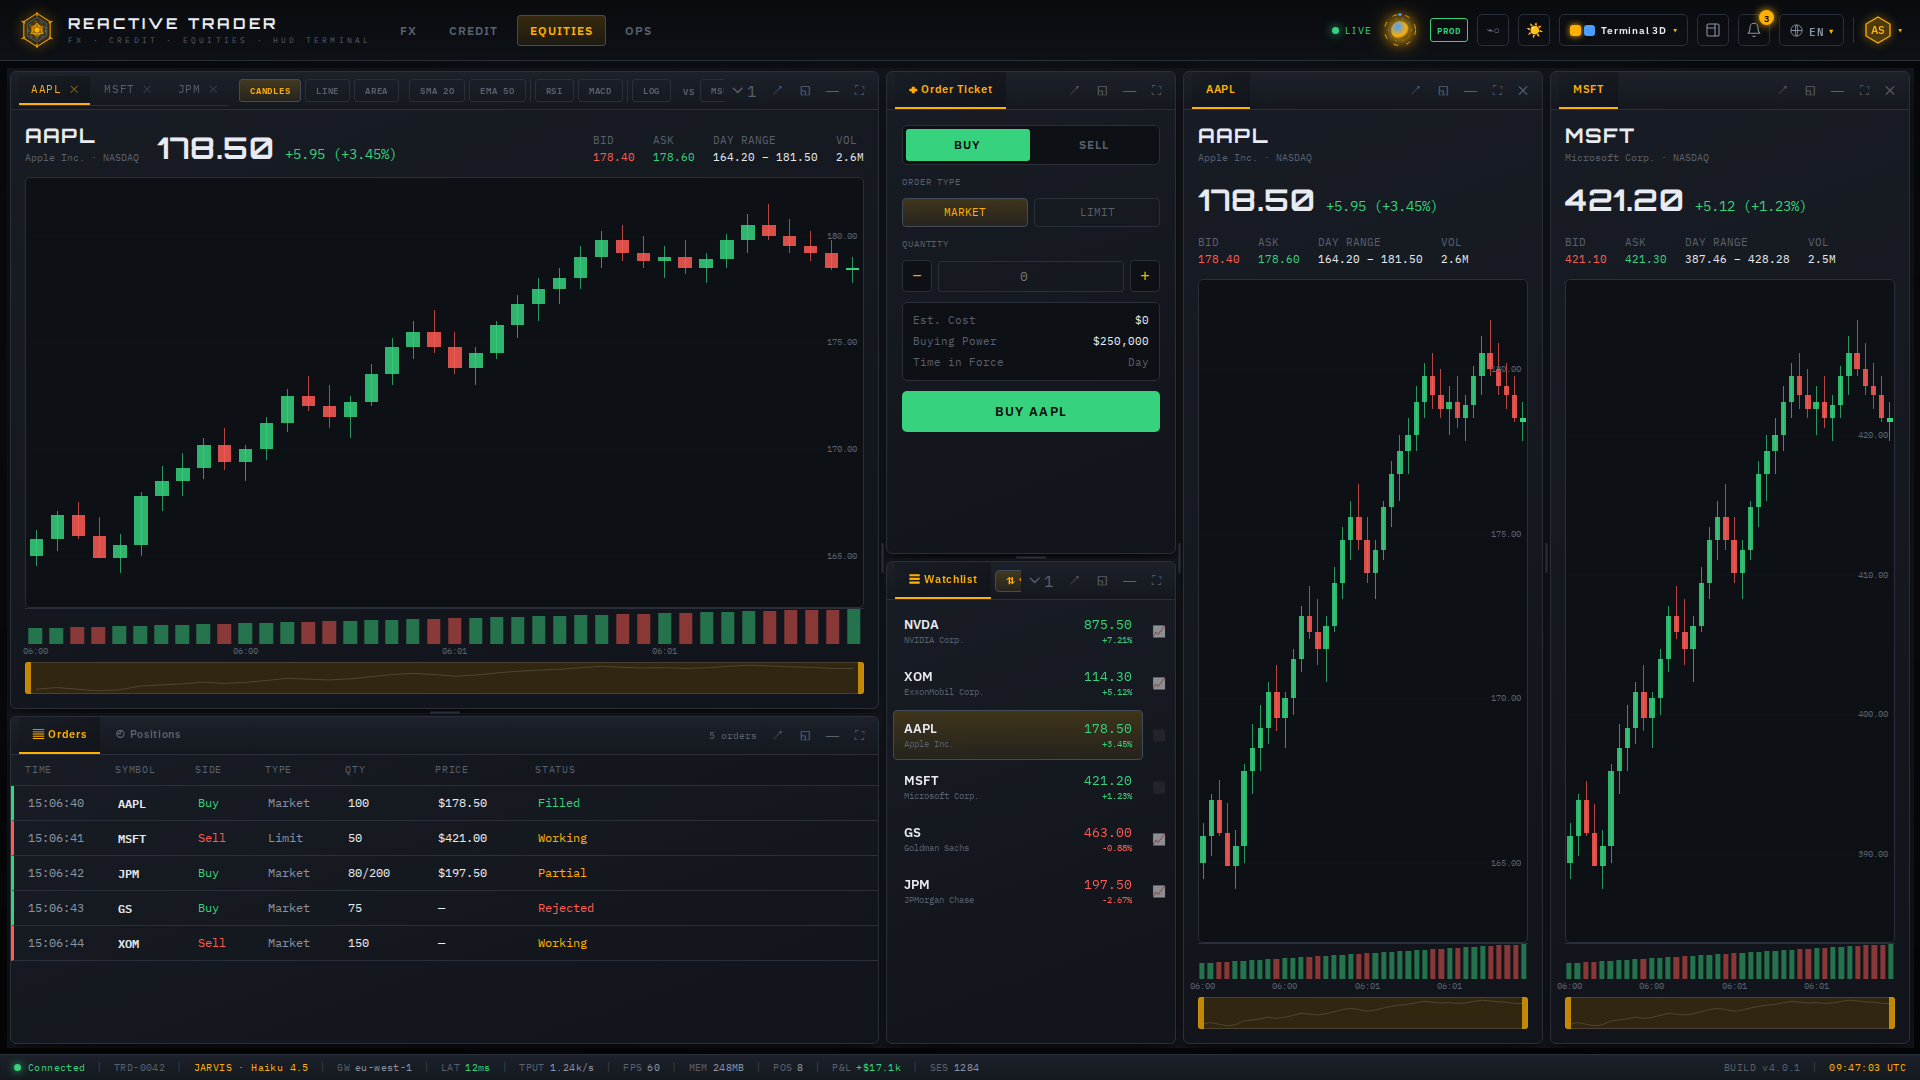 REACTIVE TRADER
FX · CREDIT · EQUITIES · HUD TERMINAL
FX CREDIT EQUITIES OPS
LIVE PROD Terminal 3D 3 EN AS
AAPL MSFT JPM CANDLES LINE AREA SMA 20 EMA 50 RSI MACD LOG vs MS 1
AAPL
Apple Inc. · NASDAQ
178.50 +5.95 (+3.45%)
BID ASK DAY RANGE VOL
178.40 178.60 164.20 – 181.50 2.6M
180.00
175.00
170.00
165.00
06:00 06:00 06:01 06:01
Orders Positions 5 orders
TIME SYMBOL SIDE TYPE QTY PRICE STATUS
15:06:40 AAPL Buy Market 100 $178.50 Filled
15:06:41 MSFT Sell Limit 50 $421.00 Working
15:06:42 JPM Buy Market 80/200 $197.50 Partial
15:06:43 GS Buy Market 75 — Rejected
15:06:44 XOM Sell Market 150 — Working
Order Ticket
BUY SELL
ORDER TYPE
MARKET LIMIT
QUANTITY
− 0 +
Est. Cost $0
Buying Power $250,000
Time in Force Day
BUY AAPL
Watchlist 1
NVDA 875.50
NVIDIA Corp. +7.21%
XOM 114.30
ExxonMobil Corp. +5.12%
AAPL 178.50
Apple Inc. +3.45%
MSFT 421.20
Microsoft Corp. +1.23%
GS 463.00
Goldman Sachs -0.88%
JPM 197.50
JPMorgan Chase -2.67%
AAPL
AAPL
Apple Inc. · NASDAQ
178.50 +5.95 (+3.45%)
BID ASK DAY RANGE VOL
178.40 178.60 164.20 – 181.50 2.6M
180.00
175.00
170.00
165.00
06:00 06:00 06:01 06:01
MSFT
MSFT
Microsoft Corp. · NASDAQ
421.20 +5.12 (+1.23%)
BID ASK DAY RANGE VOL
421.10 421.30 387.46 – 428.28 2.5M
420.00
410.00
400.00
390.00
06:00 06:00 06:01 06:01
Connected TRD-0042 JARVIS · Haiku 4.5 GW eu-west-1 LAT 12ms TPUT 1.24k/s FPS 60 MEM 248MB POS 8 P&L +$17.1k SES 1284 BUILD v4.0.1 09:47:03 UTC